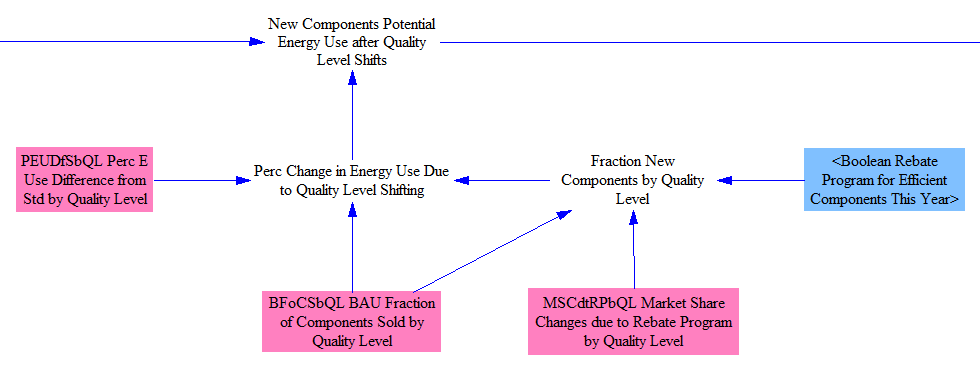 New Components Potential
Energy Use after Quality
Level Shifts
PEUDfSbQL Perc E
Use Difference from
Std by Quality Level
Perc Change in Energy Use Due
to Quality Level Shifting
Fraction New
Components by Quality
Level
<Boolean Rebate
Program for Efficient
Components This Year>
BFoCSbQL BAU Fraction
of Components Sold by
Quality Level
MSCdtRPbQL Market Share
Changes due to Rebate Program
by Quality Level